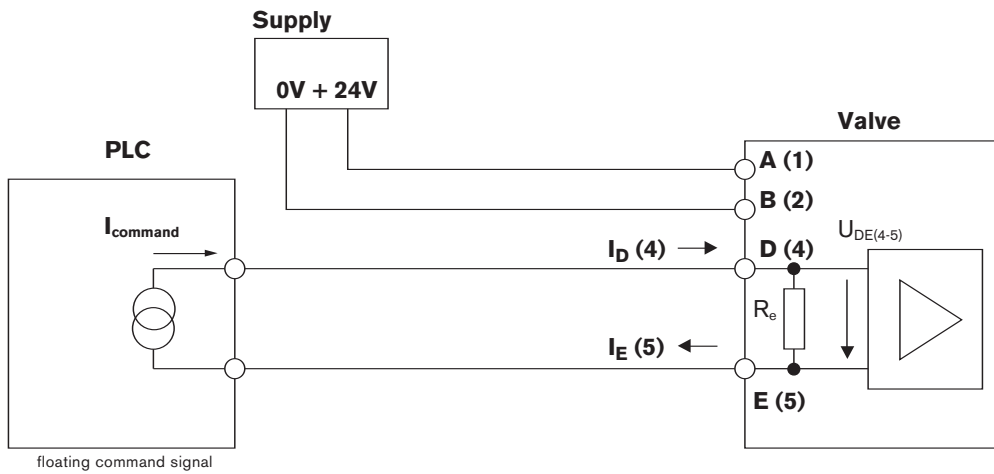 Supply
0V + 24V
Valve
PLC
A (1)
B (2)
Icommand
ID (4)
D (4)
UDE(4-5)
Re
IE (5)
E (5)
floating command signal